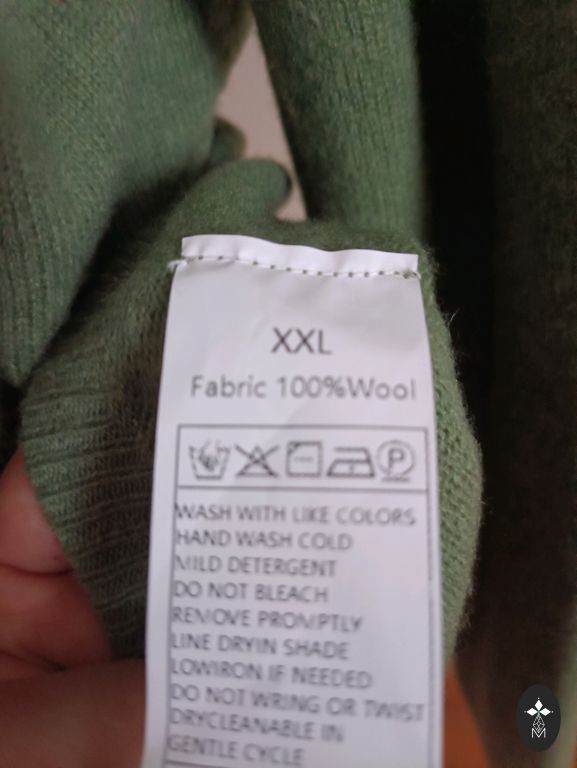 XXL
Fabric 100%Wool
P
WASH WITH LIKE COLORS
HAND WASH COLD
MILD DETERGENT
DO NOT BLEACH
REMOVE PROMPTLY
LINE DRYIN SHADE
LOWIRON IF NEEDED
DO NOT WRING OR TWIST
DRYCLEANABLE IN
GENTLE CYCLE
M